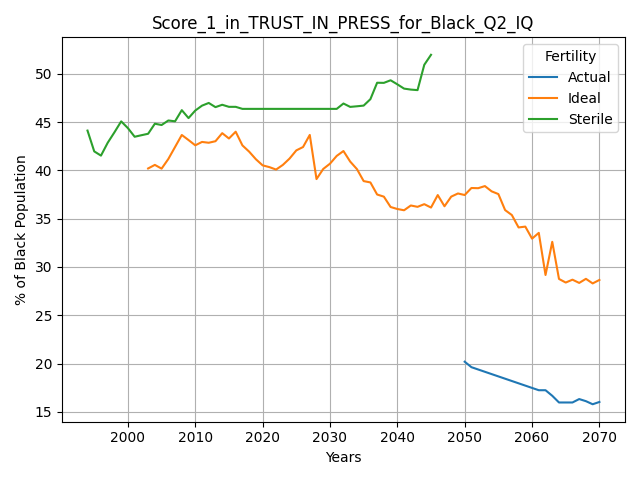 Score_1_in_TRUST_IN_PRESS_for_Black_Q2_IQ
Fertility
Actual
Ideal
Sterile
% of Black Population
50
45
40
35
30
25
20
15
2000 2010 2020 2030 2040 2050 2060 2070
Years